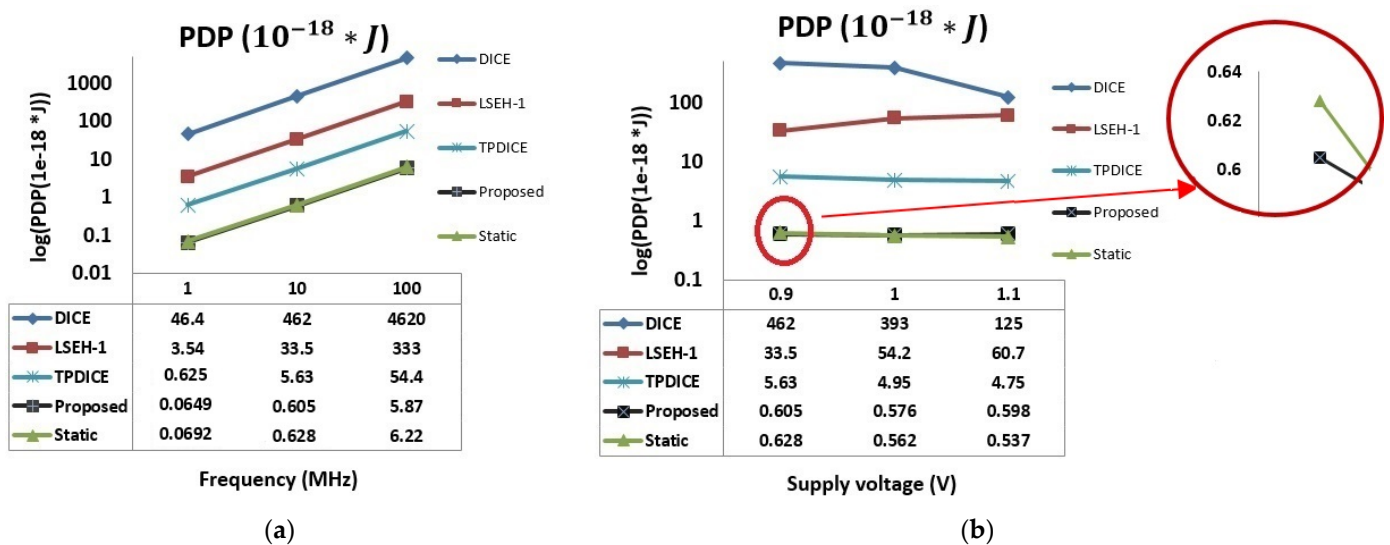 PDP (10⁻¹⁸ * J)
log(PDP(1e-18 *J))
1000
100
10
1
0.1
0.01
DICE
LSEH-1
TPDICE
Proposed
Static
1 10 100
DICE 46.4 462 4620
LSEH-1 3.54 33.5 333
TPDICE 0.625 5.63 54.4
Proposed 0.0649 0.605 5.87
Static 0.0692 0.628 6.22
Frequency (MHz)
(a)
PDP (10⁻¹⁸ * J)
log(PDP(1e-18 *J))
100
10
1
0.1
DICE
LSEH-1
TPDICE
Proposed
Static
0.64
0.62
0.6
0.9 1 1.1
DICE 462 393 125
LSEH-1 33.5 54.2 60.7
TPDICE 5.63 4.95 4.75
Proposed 0.605 0.576 0.598
Static 0.628 0.562 0.537
Supply voltage (V)
(b)